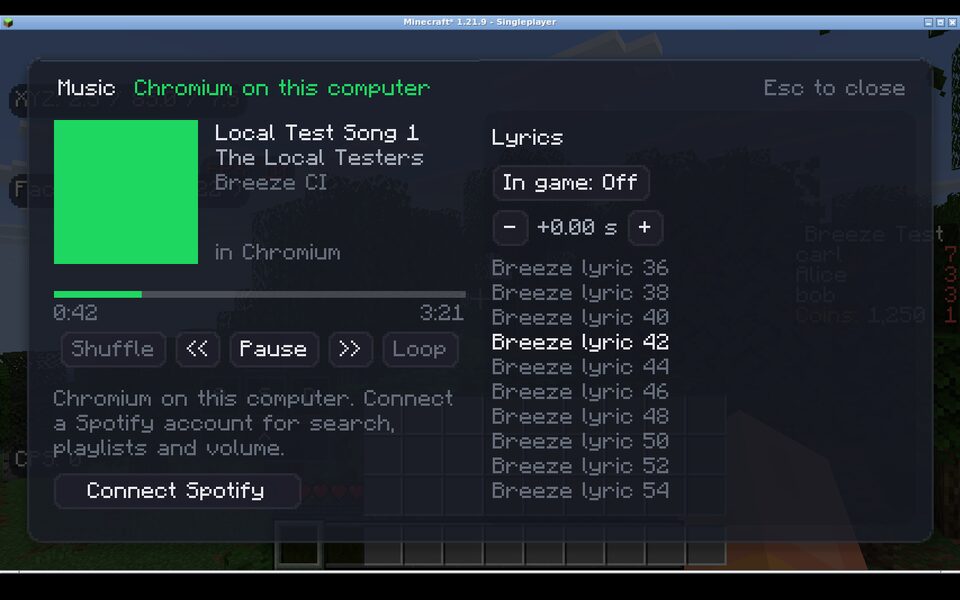 Minecraft* 1.21.9 - Singleplayer
Music Chromium on this computer
Esc to close
Local Test Song 1
The Local Testers
Breeze CI
in Chromium
0:42
3:21
Shuffle
<<
Pause
>>
Loop
Chromium on this computer. Connect
a Spotify account for search,
playlists and volume.
Connect Spotify
Lyrics
In game: Off
- +0.00 s +
Breeze lyric 36
Breeze lyric 38
Breeze lyric 40
Breeze lyric 42
Breeze lyric 44
Breeze lyric 46
Breeze lyric 48
Breeze lyric 50
Breeze lyric 52
Breeze lyric 54
Breeze Test
carl 7
Alice 3
bob 3
Coins: 1,250 1